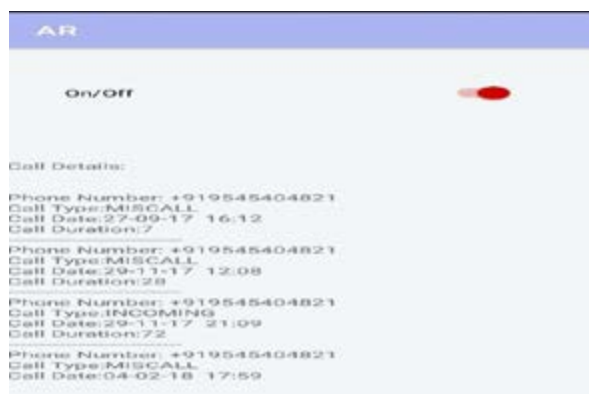 AR
On/Off
Call Details:
Phone Number: +919545404821
Call Type:MISCALL
Call Date:27-09-17 16:12
Call Duration:7
Phone Number: +919545404821
Call Type:MISCALL
Call Date:29-11-17 12:08
Call Duration:28
Phone Number: +919545404821
Call Type:INCOMING
Call Date:29-11-17 21:09
Call Duration:72
Phone Number: +919545404821
Call Type:MISCALL
Call Date:04-02-18 17:59